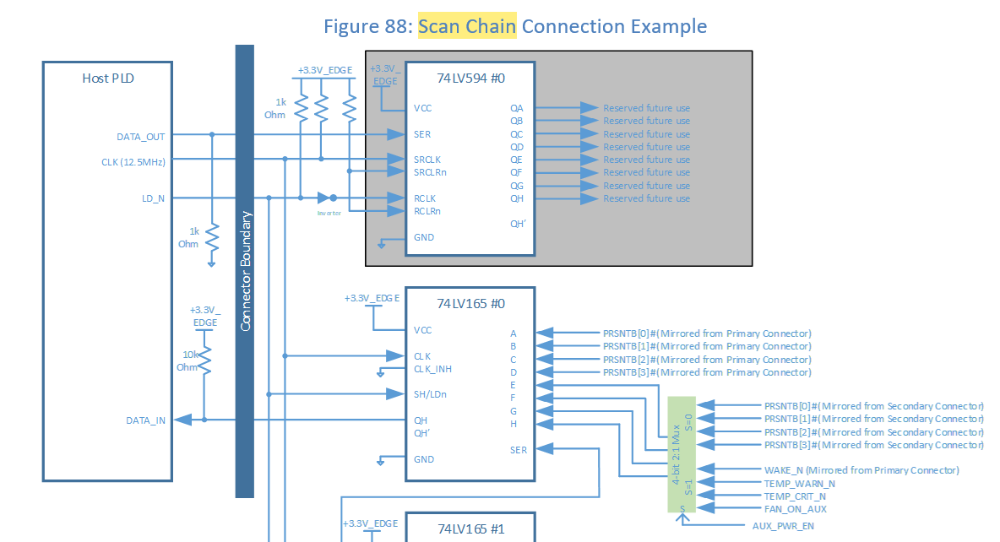 Figure 88: Scan Chain Connection Example
Host PLD
DATA_OUT
CLK (12.5MHz)
LD_N
1k
Ohm
+3.3V_
EDGE
10k
Ohm
DATA_IN
Connector Boundary
+3.3V_EDGE
1k
Ohm
Inverter
+3.3V_
EDGE
74LV594 #0
VCC
SER
SRCLK
SRCLRn
RCLK
RCLRn
GND
QA
QB
QC
QD
QE
QF
QG
QH
QH'
Reserved future use
Reserved future use
Reserved future use
Reserved future use
Reserved future use
Reserved future use
Reserved future use
Reserved future use
+3.3V_EDGE
74LV165 #0
VCC
CLK
CLK_INH
SH/LDn
QH
QH'
GND
A
B
C
D
E
F
G
H
SER
PRSNTB[0]#(Mirrored from Primary Connector)
PRSNTB[1]#(Mirrored from Primary Connector)
PRSNTB[2]#(Mirrored from Primary Connector)
PRSNTB[3]#(Mirrored from Primary Connector)
4-bit 2:1 Mux
S=0
S=1
S
PRSNTB[0]#(Mirrored from Secondary Connector)
PRSNTB[1]#(Mirrored from Secondary Connector)
PRSNTB[2]#(Mirrored from Secondary Connector)
PRSNTB[3]#(Mirrored from Secondary Connector)
WAKE_N (Mirrored from Primary Connector)
TEMP_WARN_N
TEMP_CRIT_N
FAN_ON_AUX
AUX_PWR_EN
+3.3V_EDGE
74LV165 #1